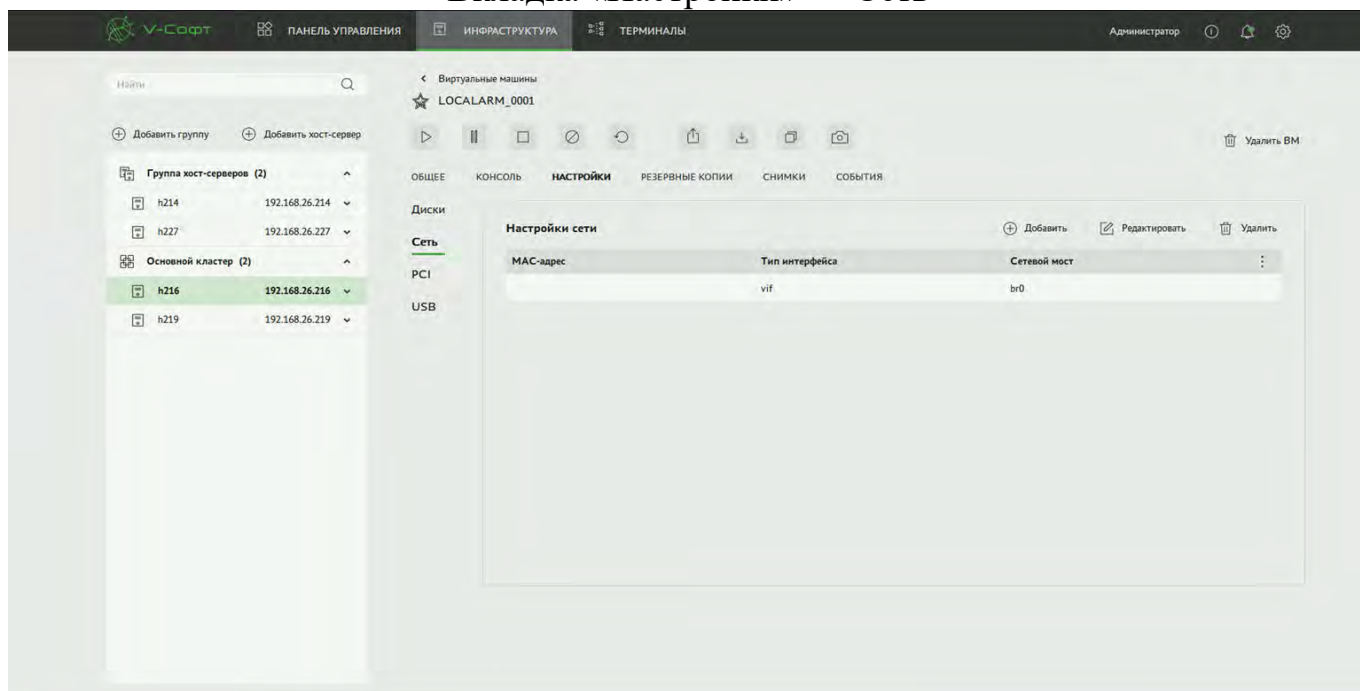 Вкладка «Настройки» – «Сеть»
V-Софт
ПАНЕЛЬ УПРАВЛЕНИЯ
ИНФРАСТРУКТУРА
ТЕРМИНАЛЫ
Администратор
Найти
Добавить группу
Добавить хост-сервер
Группа хост-серверов (2)
h214 192.168.26.214
h227 192.168.26.227
Основной кластер (2)
h216 192.168.26.216
h219 192.168.26.219
Виртуальные машины
LOCALARM_0001
Удалить ВМ
ОБЩЕЕ КОНСОЛЬ НАСТРОЙКИ РЕЗЕРВНЫЕ КОПИИ СНИМКИ СОБЫТИЯ
Диски
Сеть
PCI
USB
Настройки сети
Добавить
Редактировать
Удалить
MAC-адрес Тип интерфейса Сетевой мост
vif br0